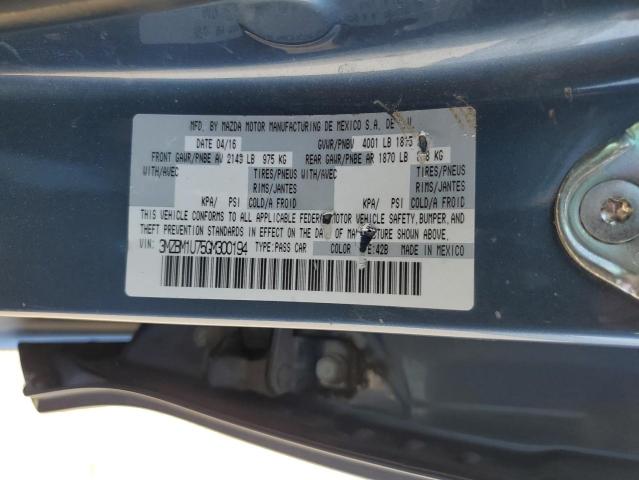 MFD. BY MAZDA MOTOR MANUFACTURING DE MEXICO S.A. DE
DATE 04/16 GVWR/PNBV 4001 LB
FRONT GAWR/PNBE AV 2143 LB 975 KG REAR GAWR/PNBE AR 1870 LB KG
WITH/AVEC TIRES/PNEUS WITH/AVEC TIRES/PNEUS
RIMS/JANTES RIMS/JANTES
KPA/ PSI COLD/A FROID KPA/ PSI COLD/A FROID
THIS VEHICLE CONFORMS TO ALL APPLICABLE FEDERAL MOTOR VEHICLE SAFETY, BUMPER, AND
THEFT PREVENTION STANDARDS IN EFFECT ON THE DATE OF MANUFACTURE SHOWN ABOVE.
VIN: 3MZBM1U75GM300194 TYPE: PASS CAR COLOR :42B MADE IN MEXICO